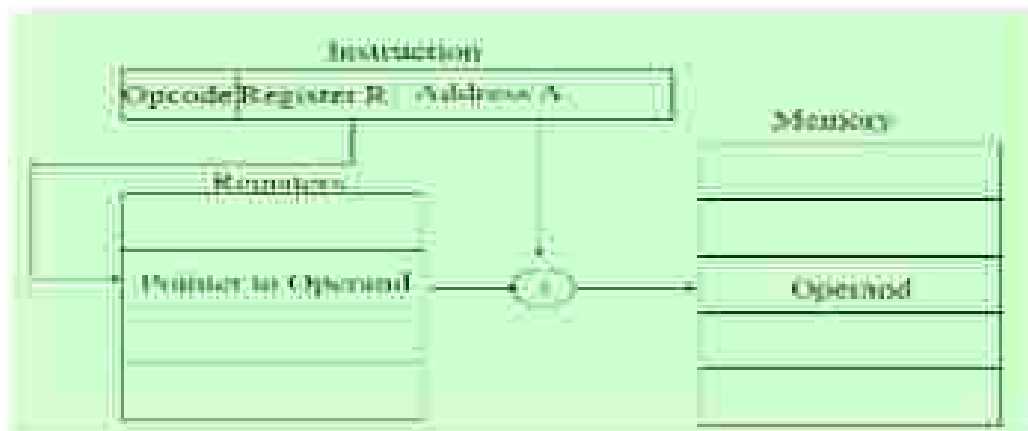 Instruction
Opcode Register R Address A
Memory
Registers
Pointer to Operand
Operand